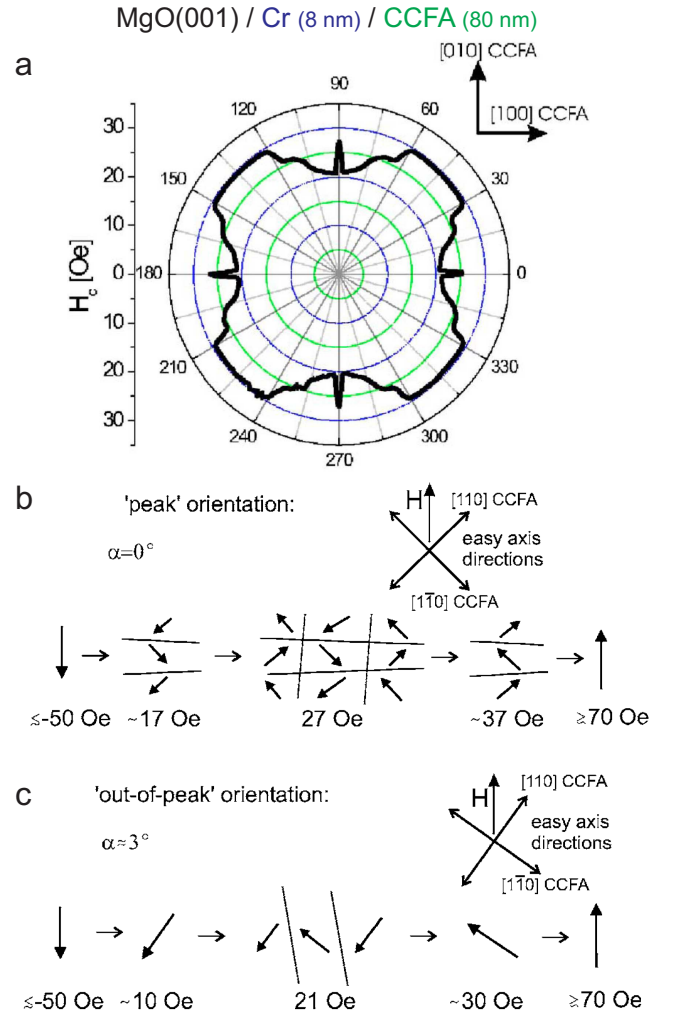 MgO(001) / Cr (8 nm) / CCFA (80 nm)
a
[010] CCFA
[100] CCFA
90
120
60
30
150
30
20
10
0
180
0
10
20
30
210
330
240
300
270
H_c [Oe]
b
'peak' orientation:
H
[110] CCFA
α=0°
easy axis
directions
[11̄0] CCFA
≲-50 Oe
~17 Oe
27 Oe
~37 Oe
≳70 Oe
c
'out-of-peak' orientation:
H
[110] CCFA
α≈3°
easy axis
directions
[11̄0] CCFA
≲-50 Oe
~10 Oe
21 Oe
~30 Oe
≳70 Oe